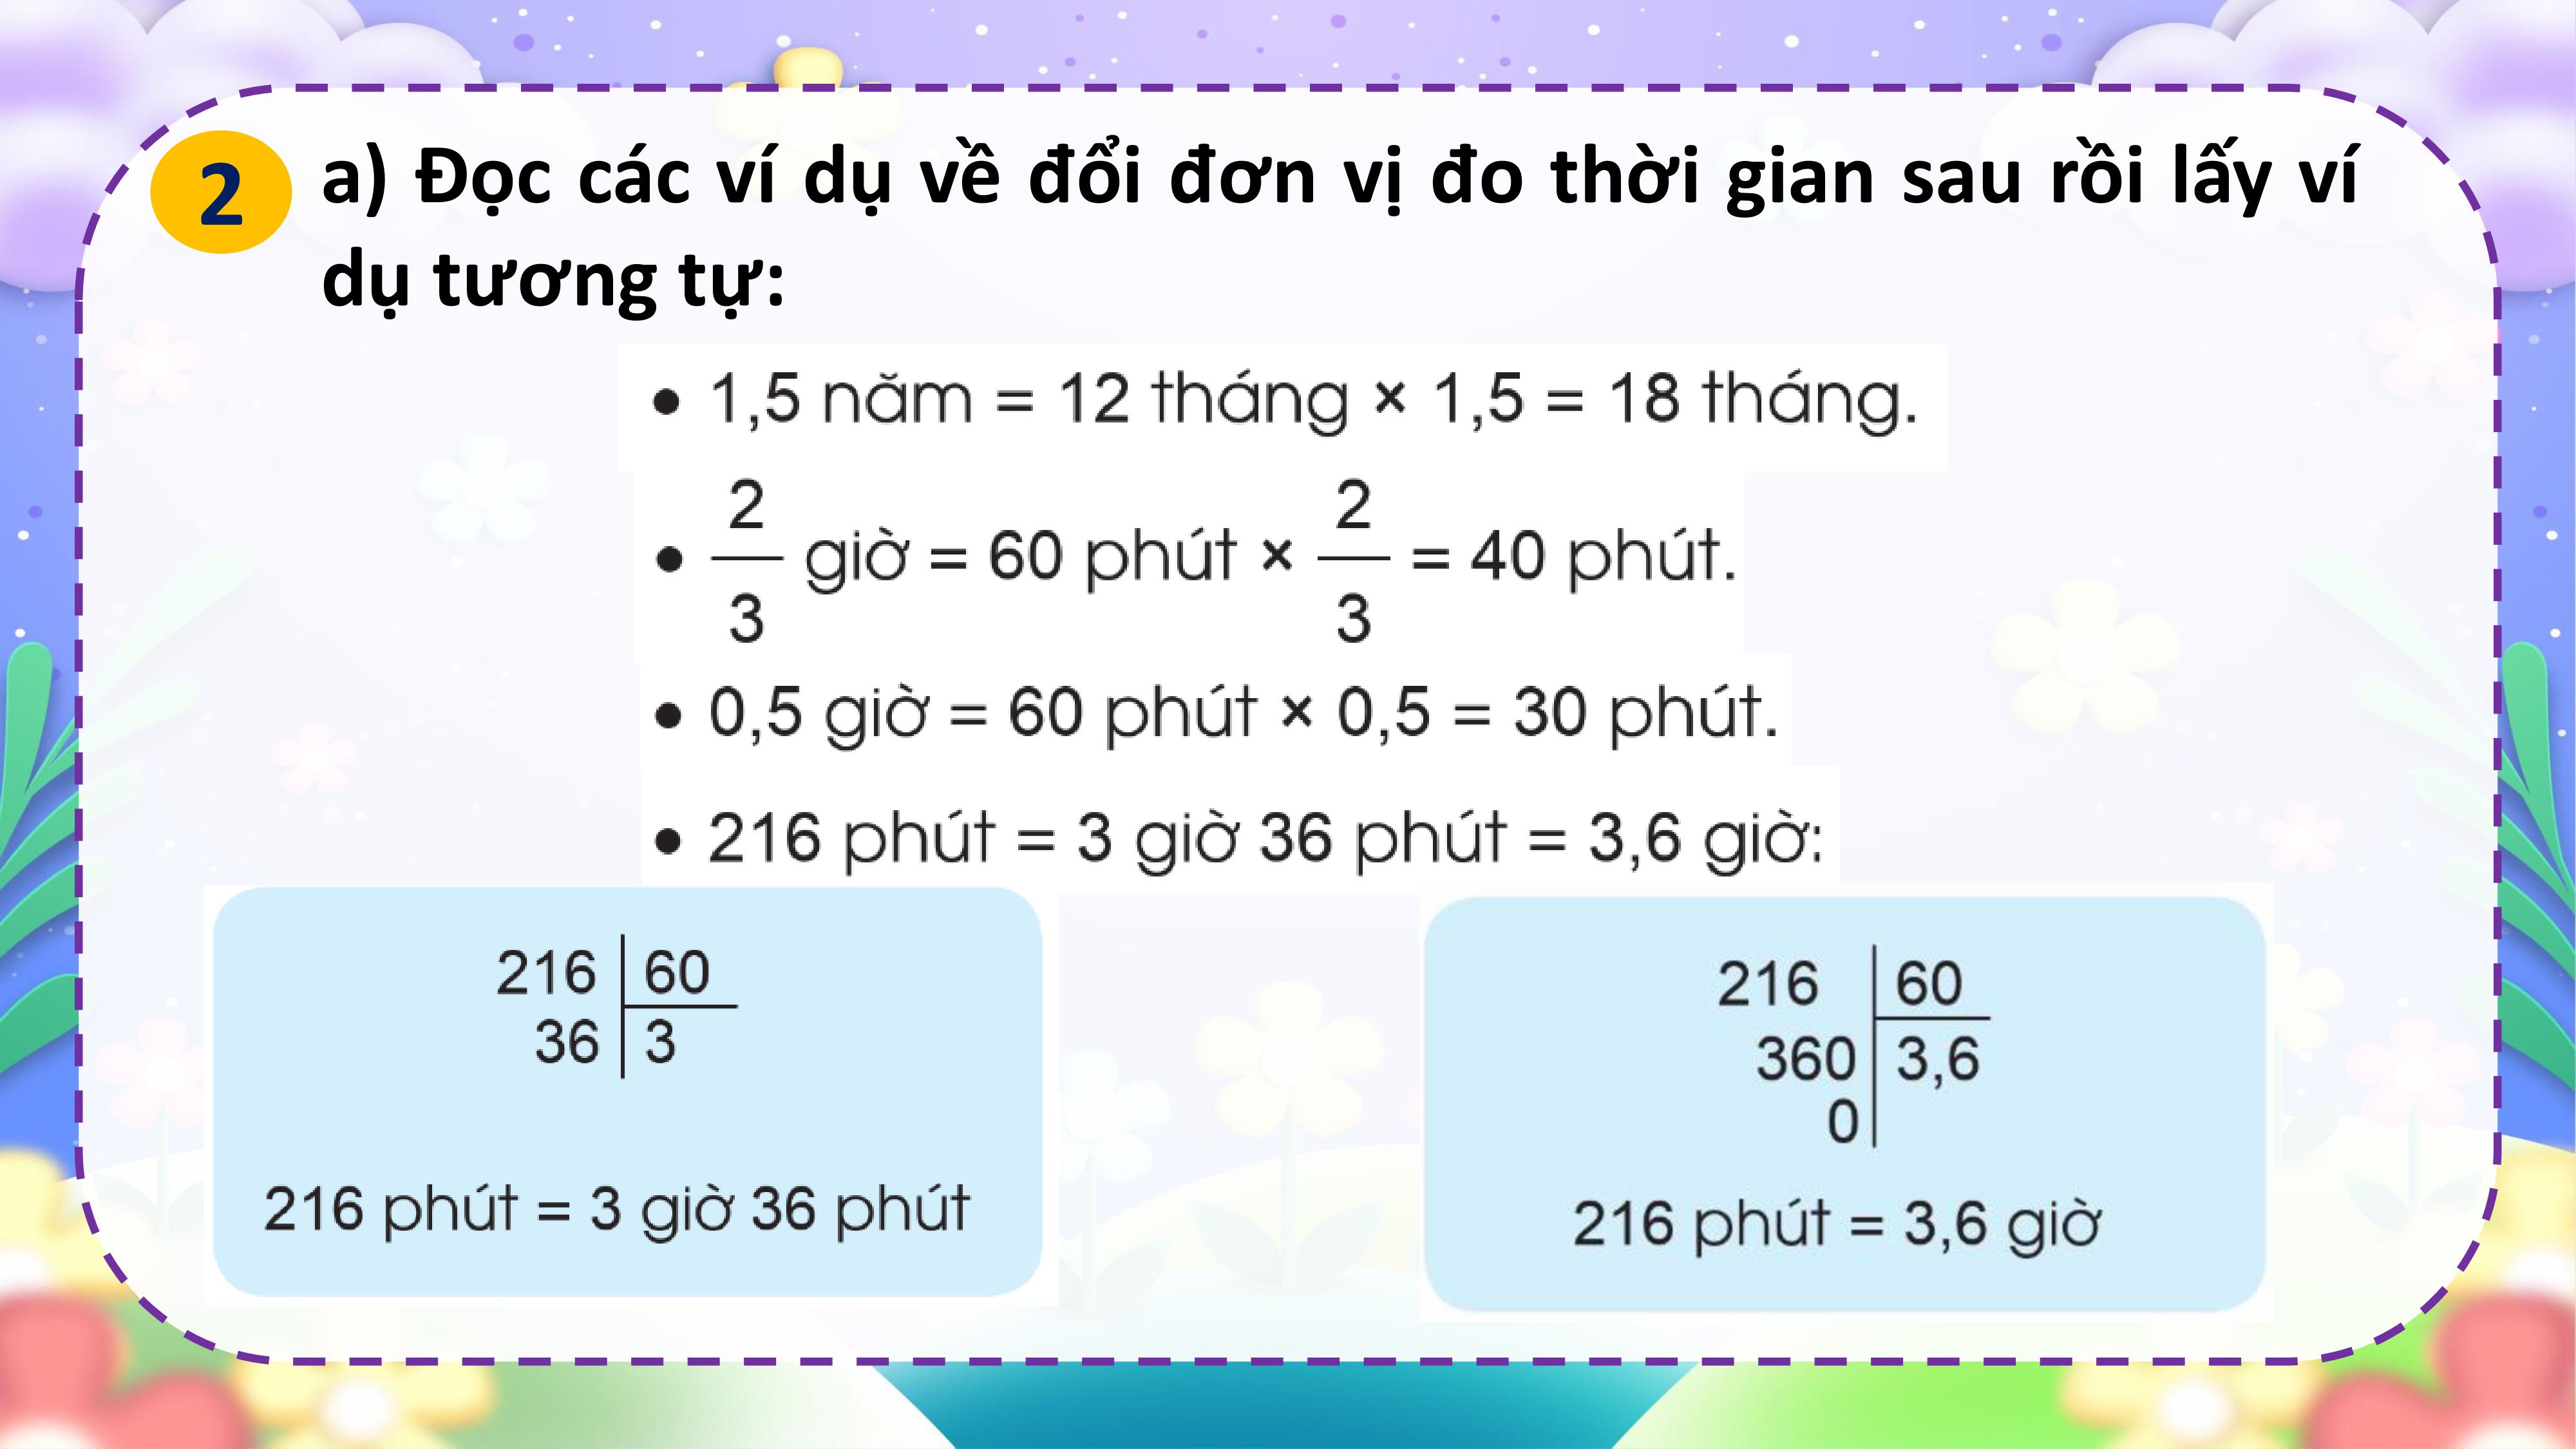 2
a) Đọc các ví dụ về đổi đơn vị đo thời gian sau rồi lấy ví
dụ tương tự:
• 1,5 năm = 12 tháng × 1,5 = 18 tháng.
• 2/3 giờ = 60 phút × 2/3 = 40 phút.
• 0,5 giờ = 60 phút × 0,5 = 30 phút.
• 216 phút = 3 giờ 36 phút = 3,6 giờ:
216 | 60
36 | 3
216 phút = 3 giờ 36 phút
216 | 60
360 | 3,6
0
216 phút = 3,6 giờ